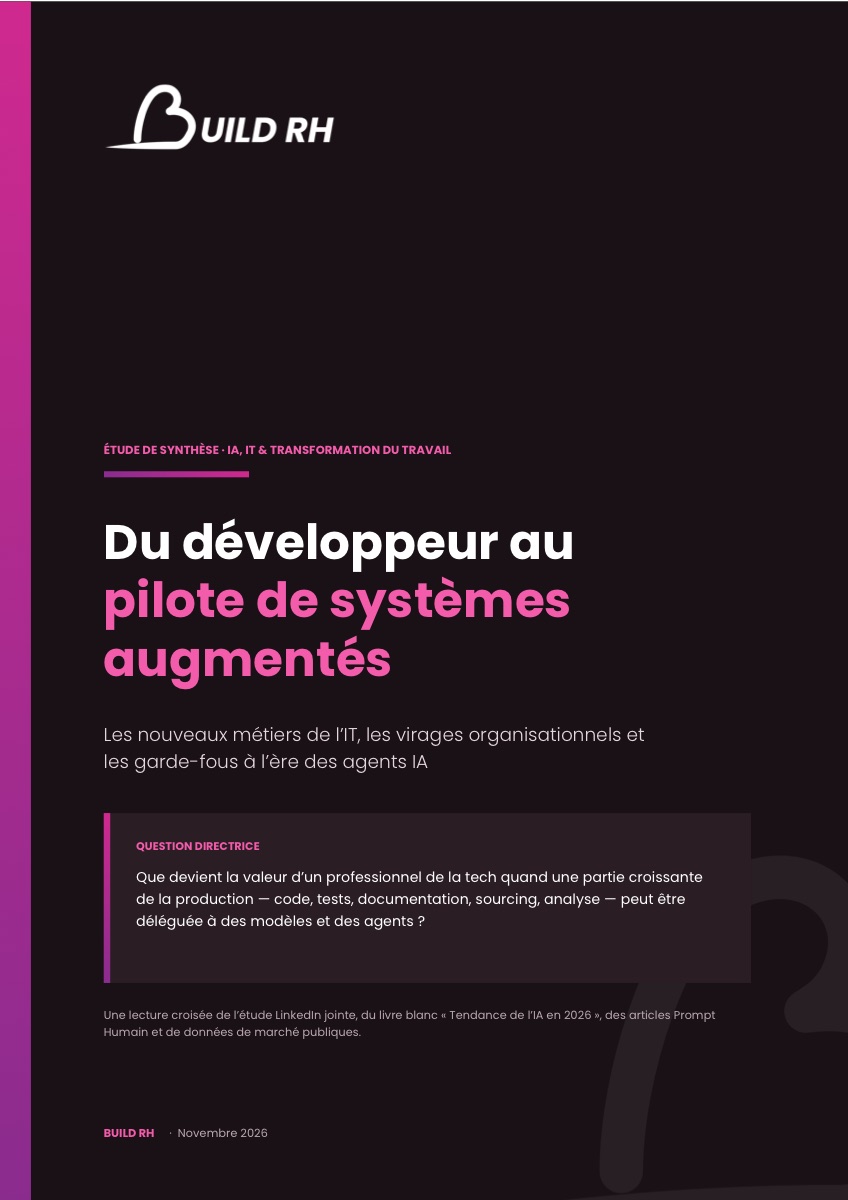 BUILD RH
ÉTUDE DE SYNTHÈSE · IA, IT & TRANSFORMATION DU TRAVAIL
Du développeur au
pilote de systèmes
augmentés
Les nouveaux métiers de l’IT, les virages organisationnels et
les garde-fous à l’ère des agents IA
QUESTION DIRECTRICE
Que devient la valeur d’un professionnel de la tech quand une partie croissante
de la production — code, tests, documentation, sourcing, analyse — peut être
déléguée à des modèles et des agents ?
Une lecture croisée de l’étude LinkedIn jointe, du livre blanc « Tendance de l’IA en 2026 », des articles Prompt
Humain et de données de marché publiques.
BUILD RH · Novembre 2026